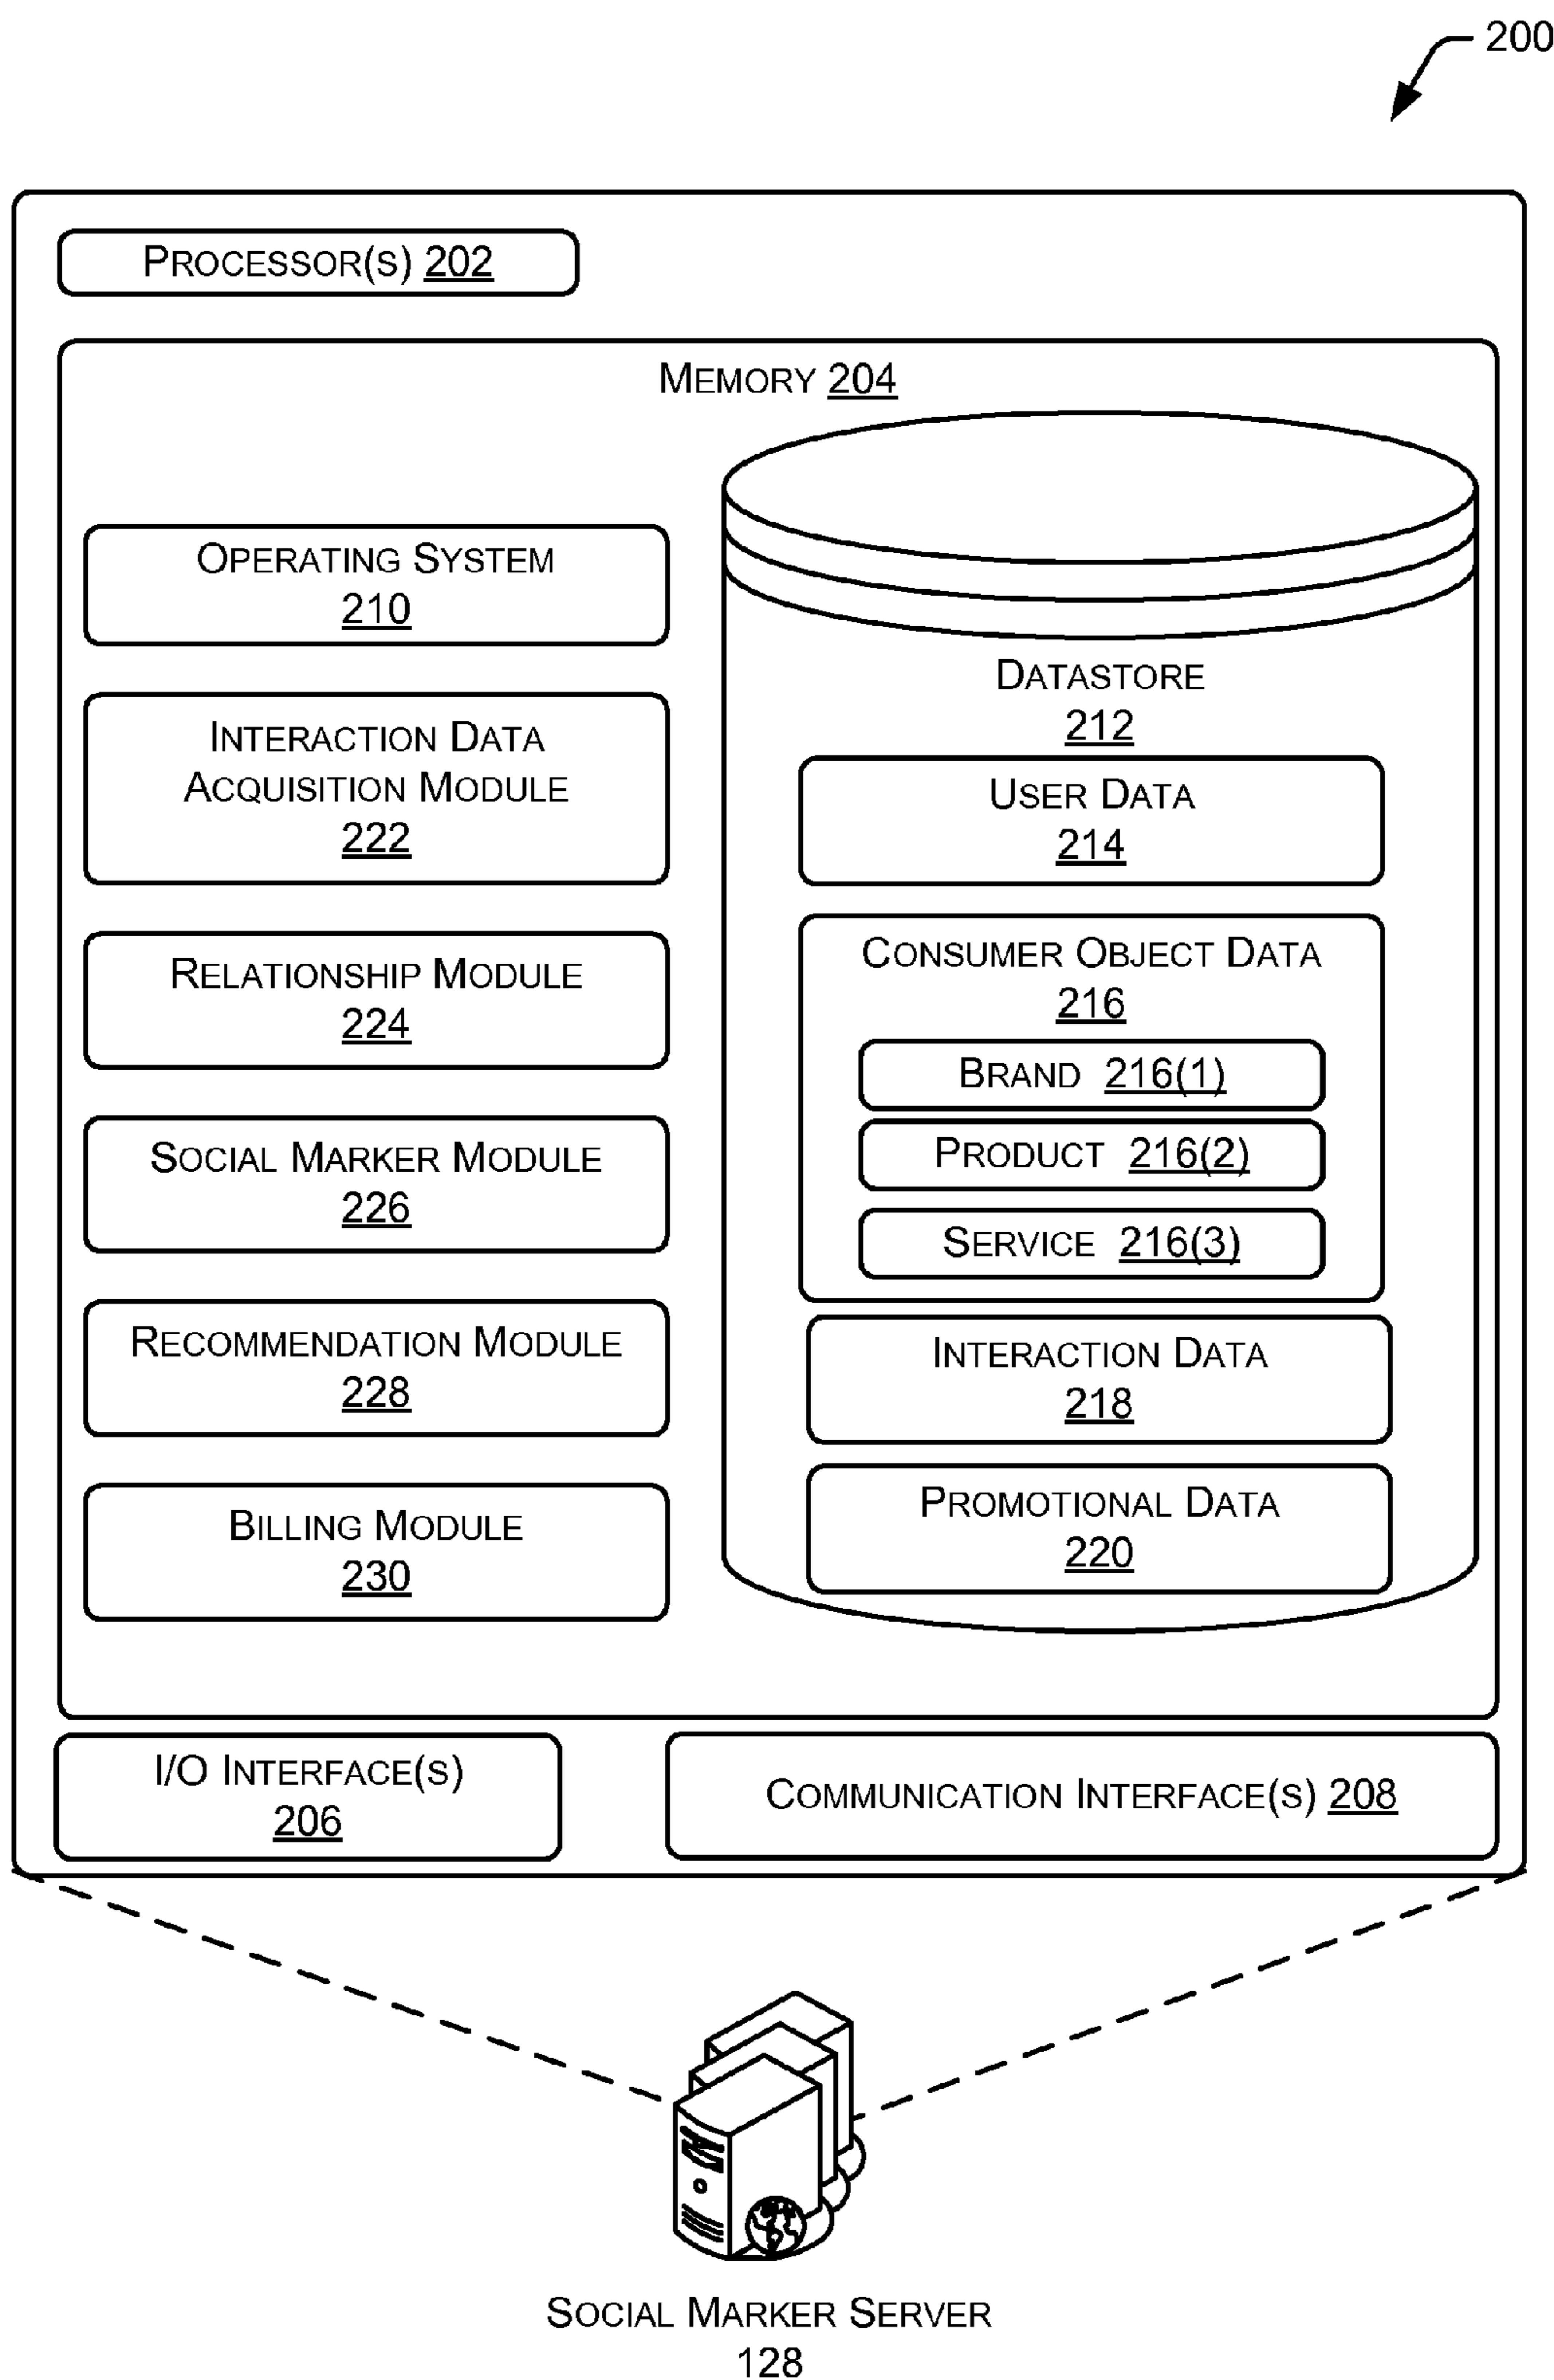 200
PROCESSOR(S) 202
MEMORY 204
OPERATING SYSTEM
210
INTERACTION DATA
ACQUISITION MODULE
222
RELATIONSHIP MODULE
224
SOCIAL MARKER MODULE
226
RECOMMENDATION MODULE
228
BILLING MODULE
230
DATASTORE
212
USER DATA
214
CONSUMER OBJECT DATA
216
BRAND 216(1)
PRODUCT 216(2)
SERVICE 216(3)
INTERACTION DATA
218
PROMOTIONAL DATA
220
I/O INTERFACE(S)
206
COMMUNICATION INTERFACE(S) 208
SOCIAL MARKER SERVER
128